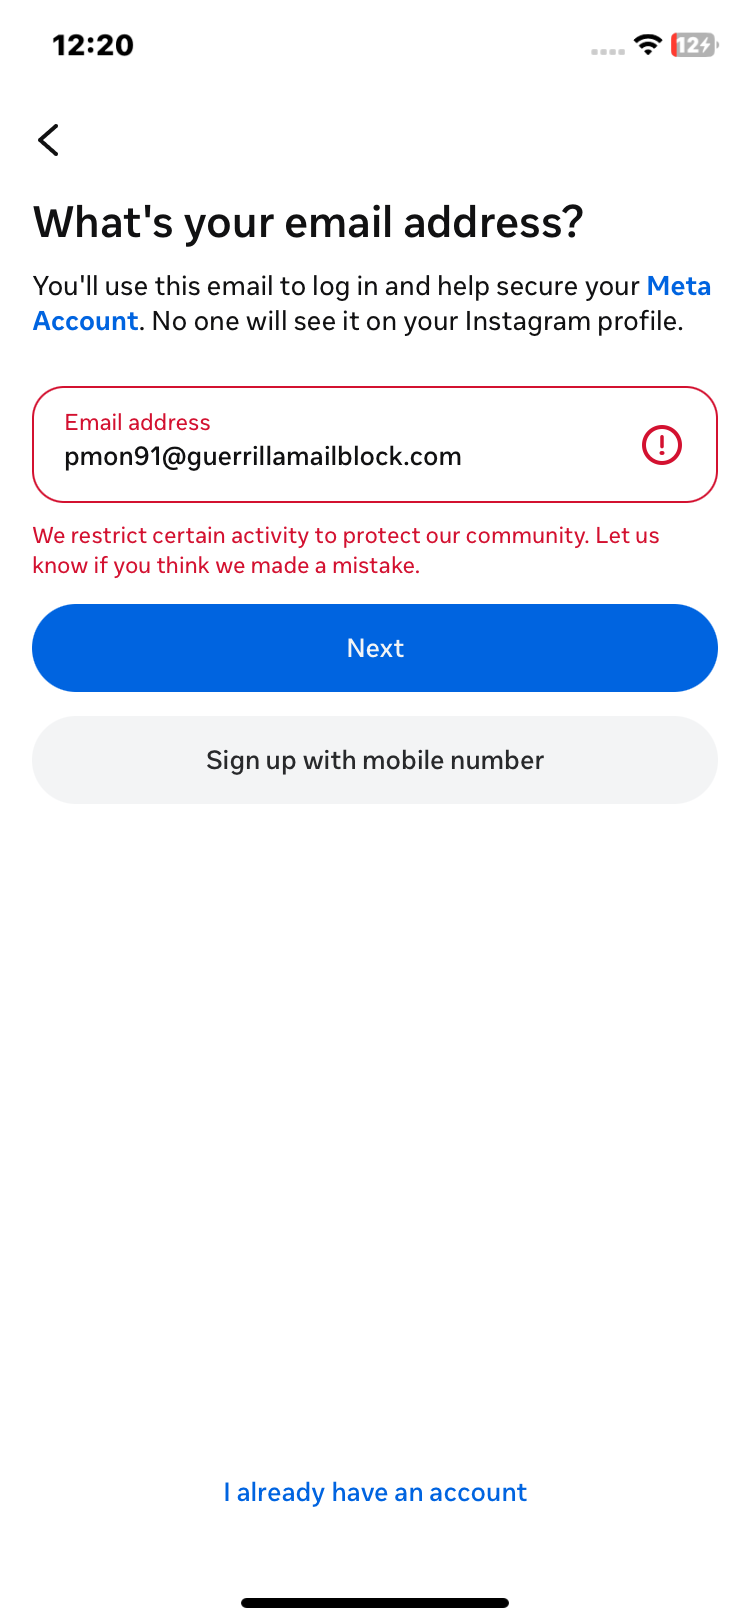 12:20
12
What's your email address?
You'll use this email to log in and help secure your Meta
Account. No one will see it on your Instagram profile.
Email address
pmon91@guerrillamailblock.com
We restrict certain activity to protect our community. Let us
know if you think we made a mistake.
Next
Sign up with mobile number
I already have an account